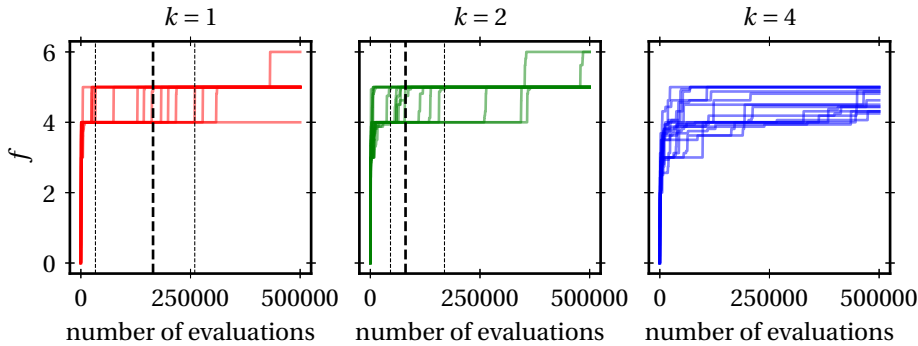 k = 1
k = 2
k = 4
f
6
4
2
0
0 250000 500000
0 250000 500000
0 250000 500000
number of evaluations
number of evaluations
number of evaluations